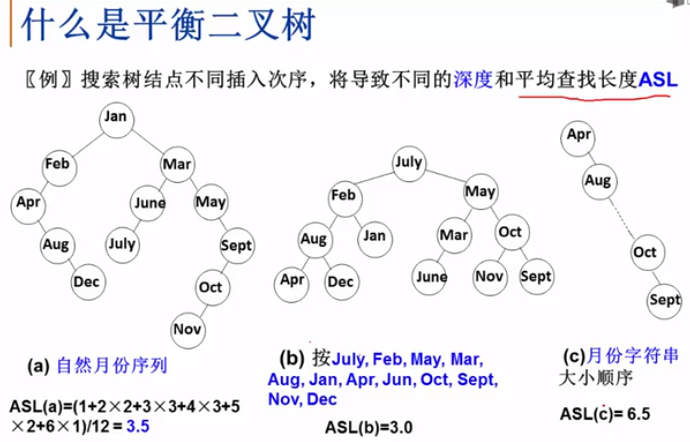 什么是平衡二叉树
〖例〗搜索树结点不同插入次序，将导致不同的深度和平均查找长度ASL
Jan
Feb
Mar
Apr
June
May
Aug
July
Sept
Dec
Oct
Nov
(a) 自然月份序列
ASL(a)=(1+2×2+3×3+4×3+5
×2+6×1)/12 = 3.5
July
Feb
May
Aug
Jan
Mar
Oct
Apr
Dec
June
Nov
Sept
(b) 按July, Feb, May, Mar,
Aug, Jan, Apr, Jun, Oct, Sept,
Nov, Dec
ASL(b)=3.0
Apr
Aug
Oct
Sept
(c)月份字符串
大小顺序
ASL(c)= 6.5